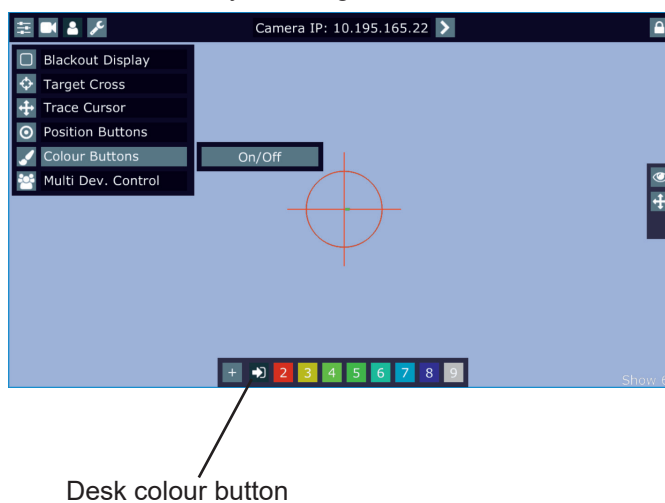 Camera IP: 10.195.165.22
Blackout Display
Target Cross
Trace Cursor
Position Buttons
Colour Buttons
On/Off
Multi Dev. Control
+ 2 3 4 5 6 7 8 9
Show
Desk colour button